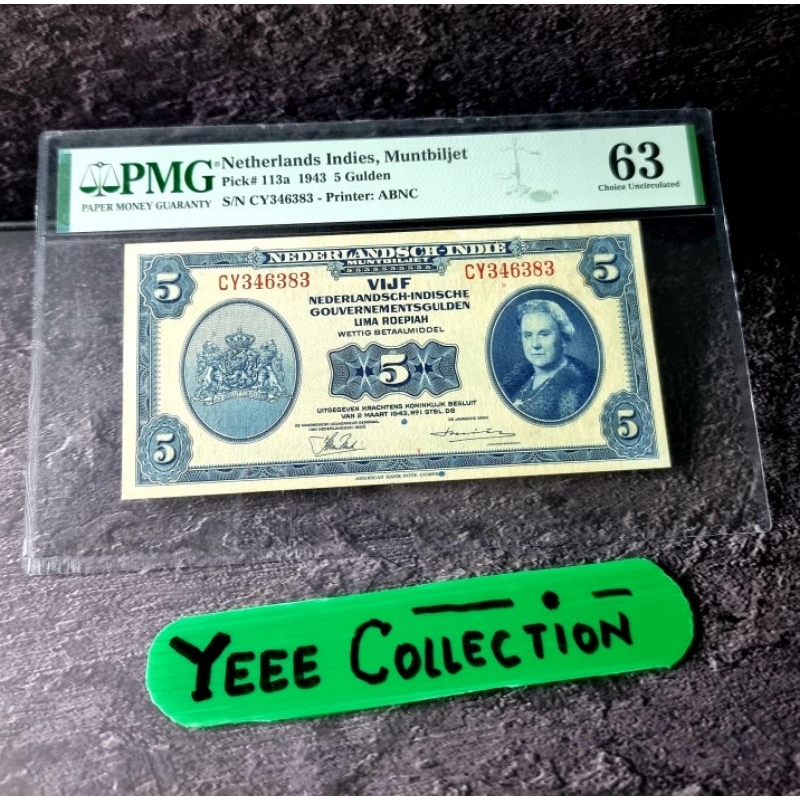 PMG
PAPER MONEY GUARANTY
Netherlands Indies, Muntbiljet
Pick# 113a 1943 5 Gulden
S/N CY346383 - Printer: ABNC
63
Choice Uncirculated
NEDERLANDSCH-INDIË
MUNTBILJET
5
5
CY346383
CY346383
VIJF
NEDERLANDSCH-INDISCHE
GOUVERNEMENTSGULDEN
LIMA ROEPIAH
WETTIG BETAALMIDDEL
5
UITGEGEVEN KRACHTENS KONINKLIJK BESLUIT
VAN 2 MAART 1943, No1 STBL. D8
5
5
AMERICAN BANK NOTE COMPANY
YEEE COLLECTION